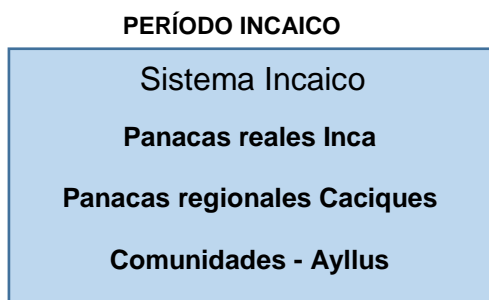 PERÍODO INCAICO
Sistema Incaico
Panacas reales Inca
Panacas regionales Caciques
Comunidades - Ayllus